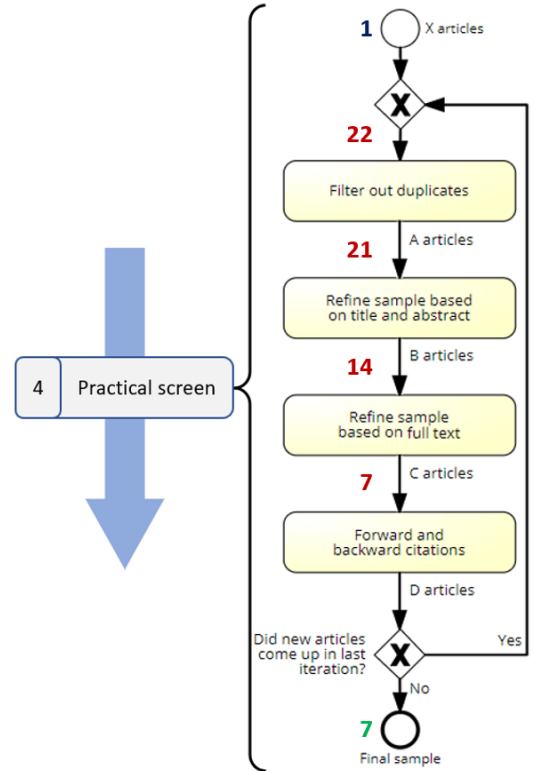 1
X articles
X
22
Filter out duplicates
21
A articles
Refine sample based
on title and abstract
14
B articles
4
Practical screen
Refine sample
based on full text
7
C articles
Forward and
backward citations
D articles
Did new articles
come up in last
iteration?
X
Yes
No
7
Final sample